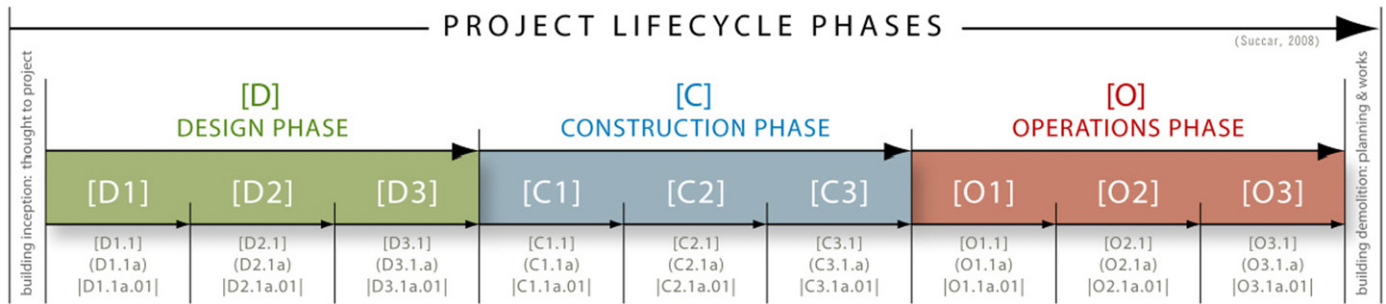 PROJECT LIFECYCLE PHASES
(Succar, 2008)
building inception: thought to project
[D]
DESIGN PHASE
[C]
CONSTRUCTION PHASE
[O]
OPERATIONS PHASE
[D1] [D2] [D3] [C1] [C2] [C3] [O1] [O2] [O3]
[D1.1] [D2.1] [D3.1] [C1.1] [C2.1] [C3.1] [O1.1] [O2.1] [O3.1]
(D1.1a) (D2.1a) (D3.1.a) (C1.1a) (C2.1a) (C3.1.a) (O1.1a) (O2.1a) (O3.1.a)
|D1.1a.01| |D2.1a.01| |D3.1a.01| |C1.1a.01| |C2.1a.01| |C3.1a.01| |O1.1a.01| |O2.1a.01| |O3.1a.01|
building demolition: planning & works